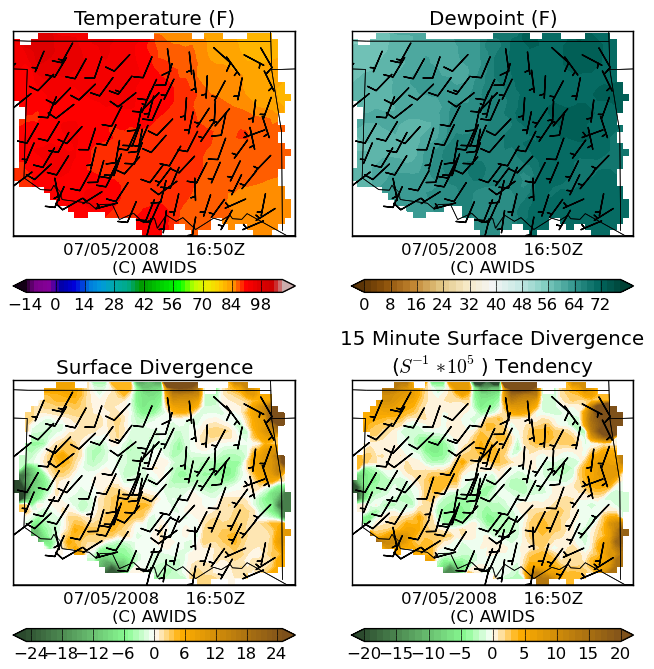 Temperature (F)
Dewpoint (F)
07/05/2008 16:50Z
(C) AWIDS
−14 0 14 28 42 56 70 84 98
07/05/2008 16:50Z
(C) AWIDS
0 8 16 24 32 40 48 56 64 72
Surface Divergence
15 Minute Surface Divergence
(S⁻¹ *10⁵ ) Tendency
07/05/2008 16:50Z
(C) AWIDS
−24 −18 −12 −6 0 6 12 18 24
07/05/2008 16:50Z
(C) AWIDS
−20 −15 −10 −5 0 5 10 15 20